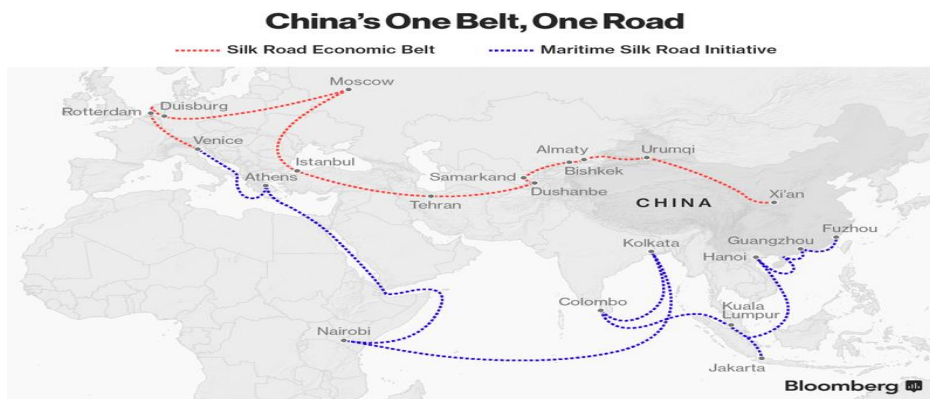 China's One Belt, One Road
Silk Road Economic Belt
Maritime Silk Road Initiative
Moscow
Rotterdam
Duisburg
Venice
Istanbul
Athens
Tehran
Samarkand
Almaty
Bishkek
Dushanbe
Urumqi
Xi'an
CHINA
Fuzhou
Guangzhou
Hanoi
Kolkata
Colombo
Kuala
Lumpur
Nairobi
Jakarta
Bloomberg